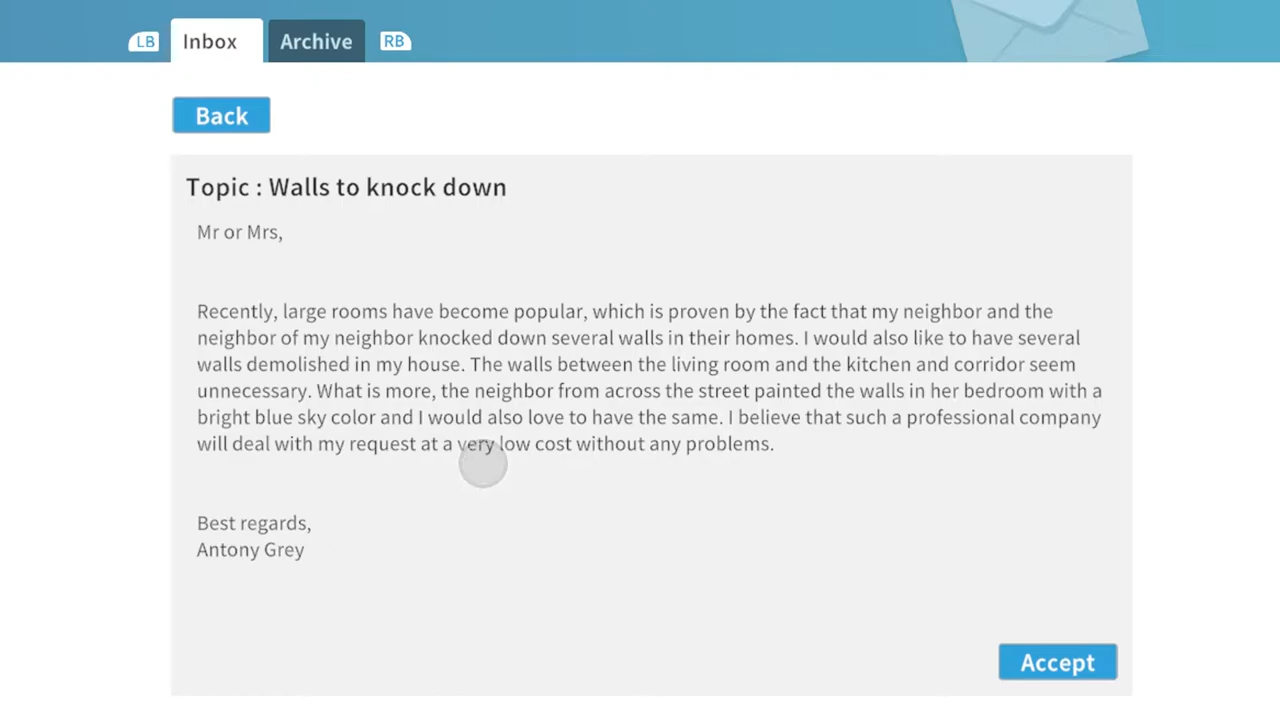 LB Inbox Archive RB
Back
Topic : Walls to knock down
Mr or Mrs,
Recently, large rooms have become popular, which is proven by the fact that my neighbor and the
neighbor of my neighbor knocked down several walls in their homes. I would also like to have several
walls demolished in my house. The walls between the living room and the kitchen and corridor seem
unnecessary. What is more, the neighbor from across the street painted the walls in her bedroom with a
bright blue sky color and I would also love to have the same. I believe that such a professional company
will deal with my request at a very low cost without any problems.
Best regards,
Antony Grey
Accept